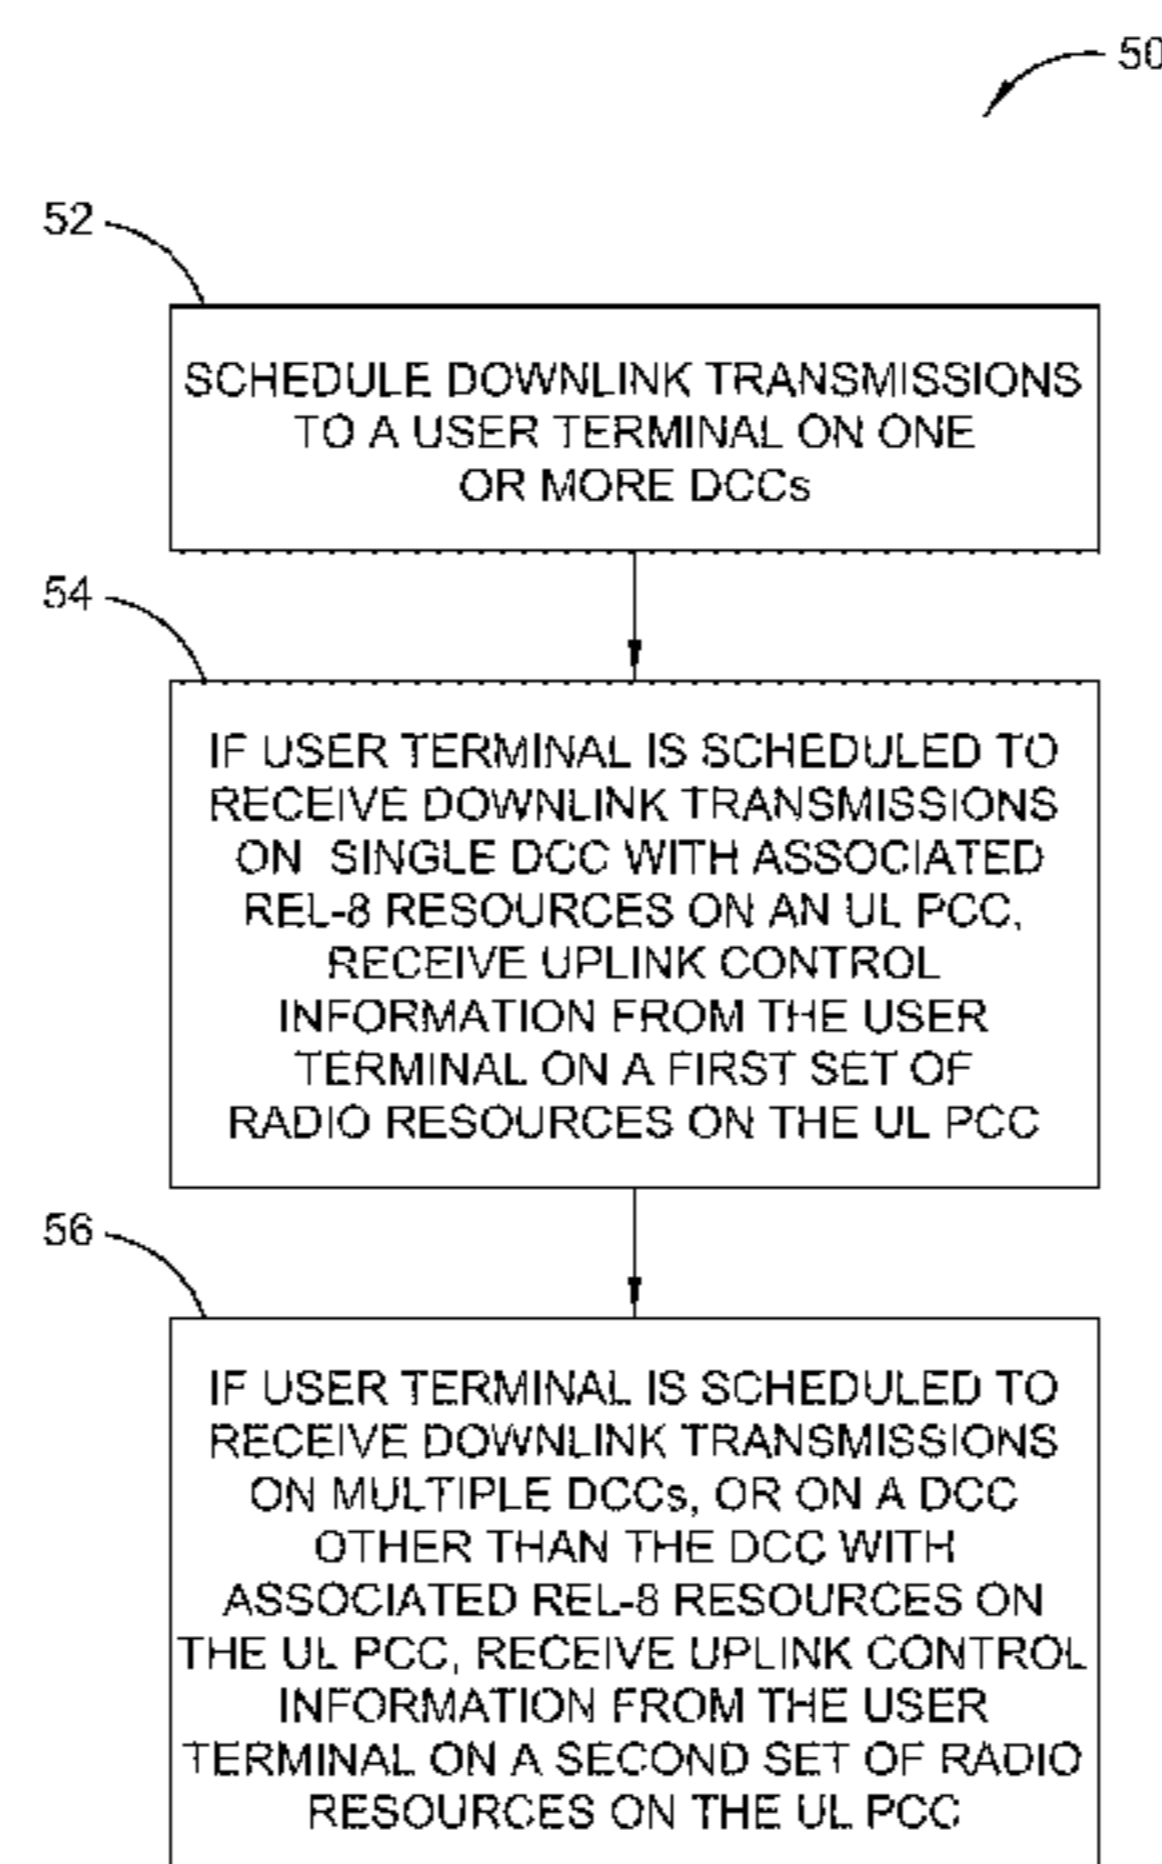 50
52
SCHEDULE DOWNLINK TRANSMISSIONS
TO A USER TERMINAL ON ONE
OR MORE DCCs
54
IF USER TERMINAL IS SCHEDULED TO
RECEIVE DOWNLINK TRANSMISSIONS
ON SINGLE DCC WITH ASSOCIATED
REL-8 RESOURCES ON AN UL PCC,
RECEIVE UPLINK CONTROL
INFORMATION FROM THE USER
TERMINAL ON A FIRST SET OF
RADIO RESOURCES ON THE UL PCC
56
IF USER TERMINAL IS SCHEDULED TO
RECEIVE DOWNLINK TRANSMISSIONS
ON MULTIPLE DCCs, OR ON A DCC
OTHER THAN THE DCC WITH
ASSOCIATED REL-8 RESOURCES ON
THE UL PCC, RECEIVE UPLINK CONTROL
INFORMATION FROM THE USER
TERMINAL ON A SECOND SET OF RADIO
RESOURCES ON THE UL PCC